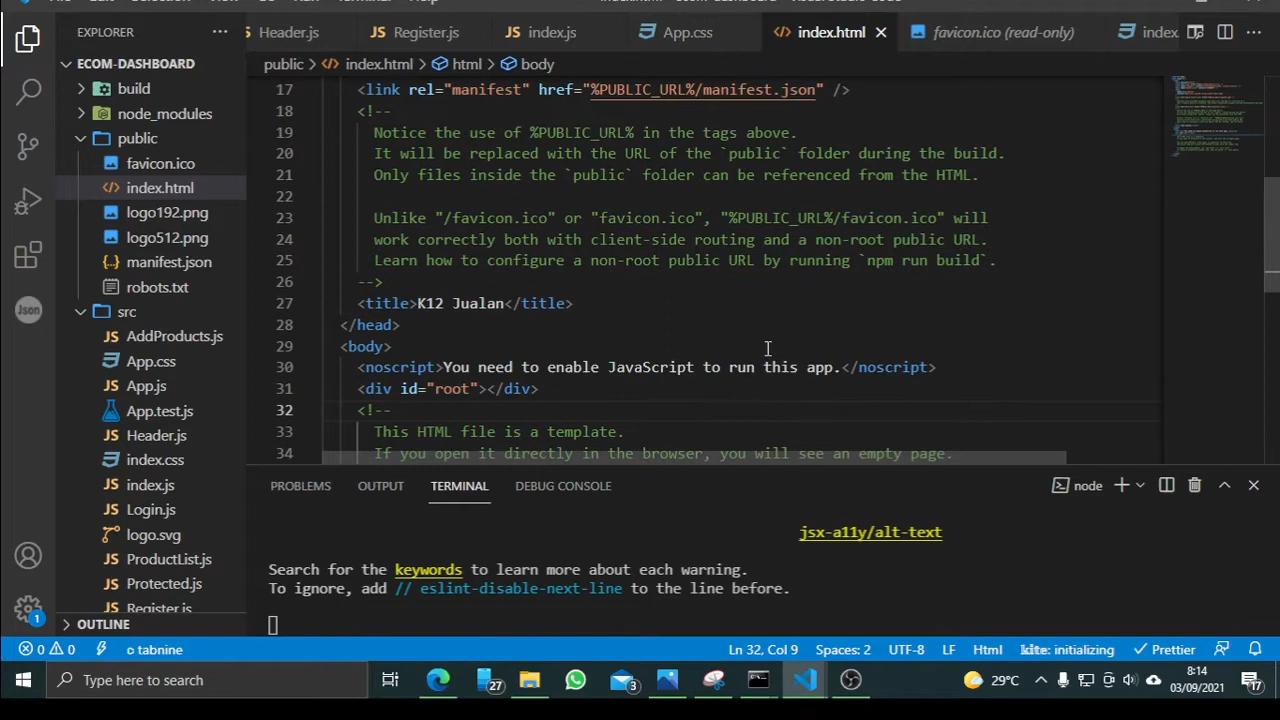 Header.js
Register.js
index.js
App.css
index.html
favicon.ico (read-only)
index.
EXPLORER
ECOM-DASHBOARD
build
node_modules
public
favicon.ico
index.html
logo192.png
logo512.png
manifest.json
robots.txt
src
AddProducts.js
App.css
App.js
App.test.js
Header.js
index.css
index.js
Login.js
logo.svg
ProductList.js
Protected.js
Register.js
OUTLINE
public > index.html > html > body
17 <link rel="manifest" href="%PUBLIC_URL%/manifest.json" />
18 <!--
19 Notice the use of %PUBLIC_URL% in the tags above.
20 It will be replaced with the URL of the `public` folder during the build.
21 Only files inside the `public` folder can be referenced from the HTML.
22
23 Unlike "/favicon.ico" or "favicon.ico", "%PUBLIC_URL%/favicon.ico" will
24 work correctly both with client-side routing and a non-root public URL.
25 Learn how to configure a non-root public URL by running `npm run build`.
26 -->
27 <title>K12 Jualan</title>
28 </head>
29 <body>
30 <noscript>You need to enable JavaScript to run this app.</noscript>
31 <div id="root"></div>
32 <!--
33 This HTML file is a template.
34 If you open it directly in the browser, you will see an empty page.
PROBLEMS OUTPUT TERMINAL DEBUG CONSOLE
node
jsx-a11y/alt-text
Search for the keywords to learn more about each warning.
To ignore, add // eslint-disable-next-line to the line before.
1
0 0 tabnine
Ln 32, Col 9 Spaces: 2 UTF-8 LF Html kite: initializing Prettier
Type here to search
27
3
29°C
8:14
03/09/2021
17